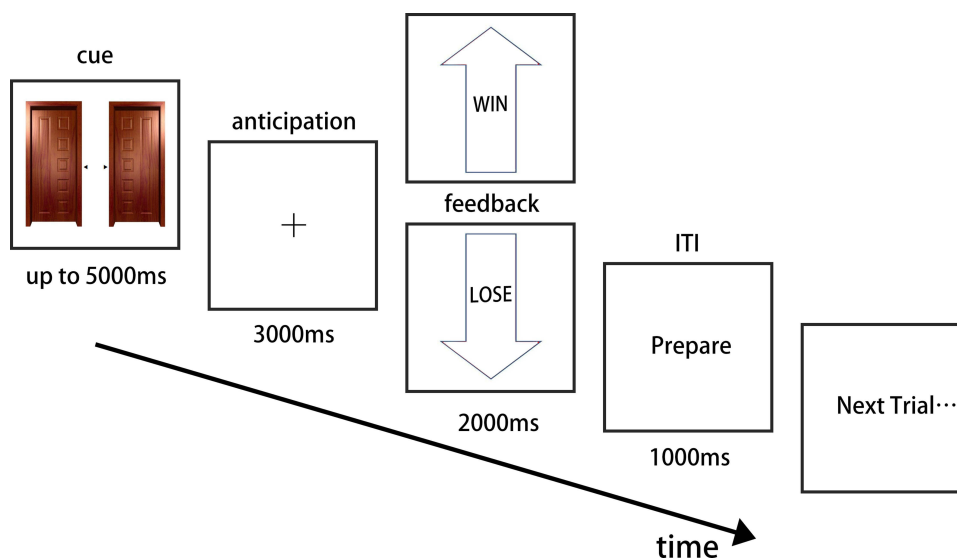 cue
up to 5000ms
anticipation
3000ms
WIN
feedback
LOSE
2000ms
ITI
Prepare
1000ms
Next Trial⋯
time